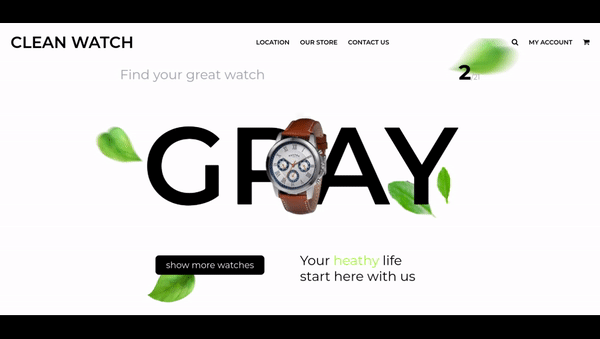 CLEAN WATCH
LOCATION OUR STORE CONTACT US
MY ACCOUNT
Find your great watch
2
GRAY
show more watches
Your heathy life
start here with us